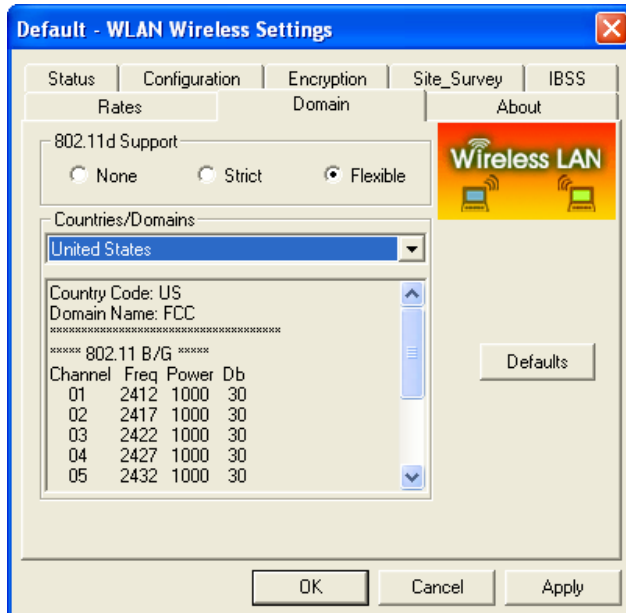 Default - WLAN Wireless Settings
Status Configuration Encryption Site_Survey IBSS
Rates Domain About
802.11d Support
None Strict Flexible
Wireless LAN
Countries/Domains
United States
Country Code: US
Domain Name: FCC
*************************************
***** 802.11 B/G *****
Channel Freq Power Db
01 2412 1000 30
02 2417 1000 30
03 2422 1000 30
04 2427 1000 30
05 2432 1000 30
Defaults
OK Cancel Apply